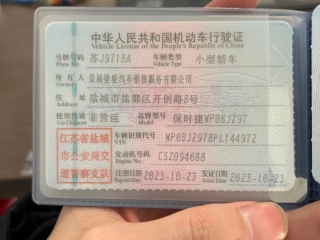 中华人民共和国机动车行驶证
Vehicle License of the People's Republic of China
号牌号码 苏J9718A 车辆类型 小型轿车
Plate No. Vehicle Type
所有人 盐城捷骏汽车销售服务有限公司
Owner
住址 盐城市盐都区开创路8号
Address
使用性质 非营运 品牌型号 保时捷WP0BJ297
Use Character Model
江苏省盐城
市公安局交
通警察支队
车辆识别代号 WP0BJ2978PLY44972
VIN
发动机号码 CSZ094688
Engine No.
注册日期 2023-10-23 发证日期 2023-10-23
Register Date Issue Date